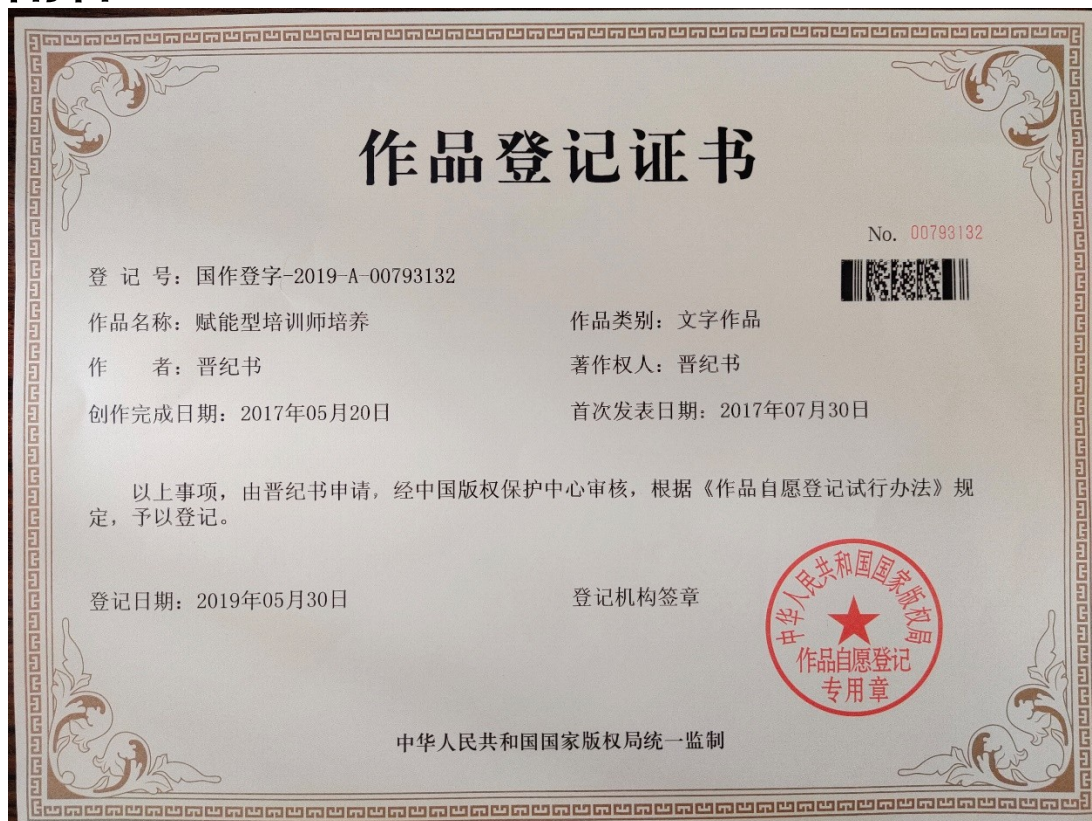 作品登记证书
No. 00793132
登 记 号：国作登字-2019-A-00793132
作品名称：赋能型培训师培养
作品类别：文字作品
作 者：晋纪书
著作权人：晋纪书
创作完成日期：2017年05月20日
首次发表日期：2017年07月30日
以上事项，由晋纪书申请，经中国版权保护中心审核，根据《作品自愿登记试行办法》规
定，予以登记。
登记日期：2019年05月30日
登记机构签章
中华人民共和国国家版权局
作品自愿登记
专用章
中华人民共和国国家版权局统一监制